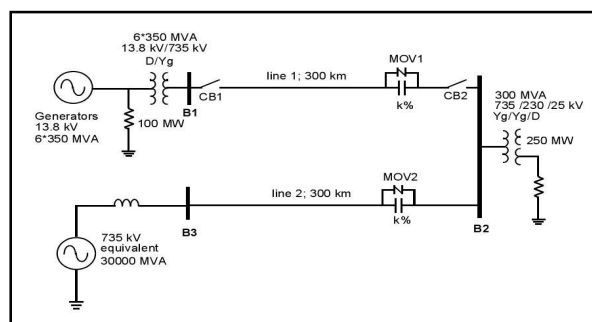 6*350 MVA
13.8 kV/735 kV
D/Yg
Generators
13.8 kV
6*350 MVA
100 MW
B1
CB1
line 1; 300 km
MOV1
k%
CB2
300 MVA
735 /230 /25 kV
Yg/Yg/D
250 MW
MOV2
line 2; 300 km
k%
B3
B2
735 kV
equivalent
30000 MVA